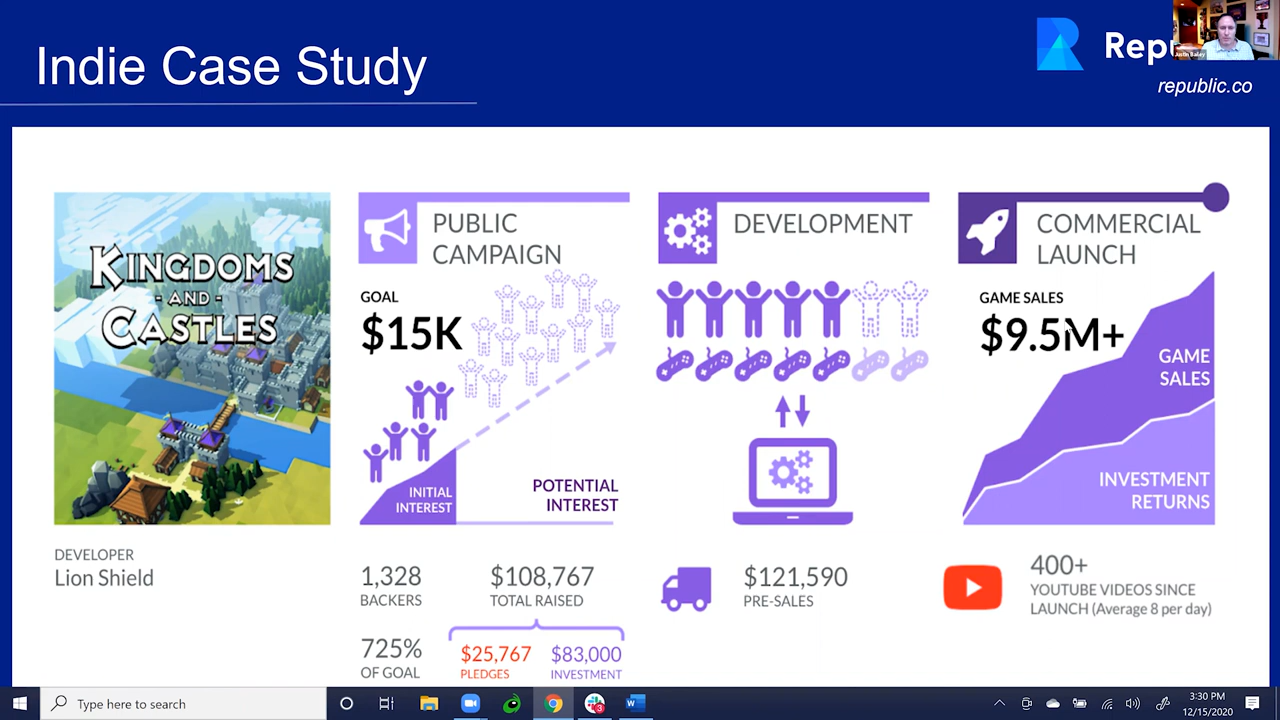 Indie Case Study
Rep
republic.co
KINGDOMS
- AND -
CASTLES
DEVELOPER
Lion Shield
PUBLIC
CAMPAIGN
GOAL
$15K
INITIAL
INTEREST
POTENTIAL
INTEREST
1,328
BACKERS
$108,767
TOTAL RAISED
725%
OF GOAL
$25,767
PLEDGES
$83,000
INVESTMENT
DEVELOPMENT
$121,590
PRE-SALES
COMMERCIAL
LAUNCH
GAME SALES
$9.5M+
GAME
SALES
INVESTMENT
RETURNS
400+
YOUTUBE VIDEOS SINCE
LAUNCH (Average 8 per day)
Type here to search
3
W
3:30 PM
12/15/2020